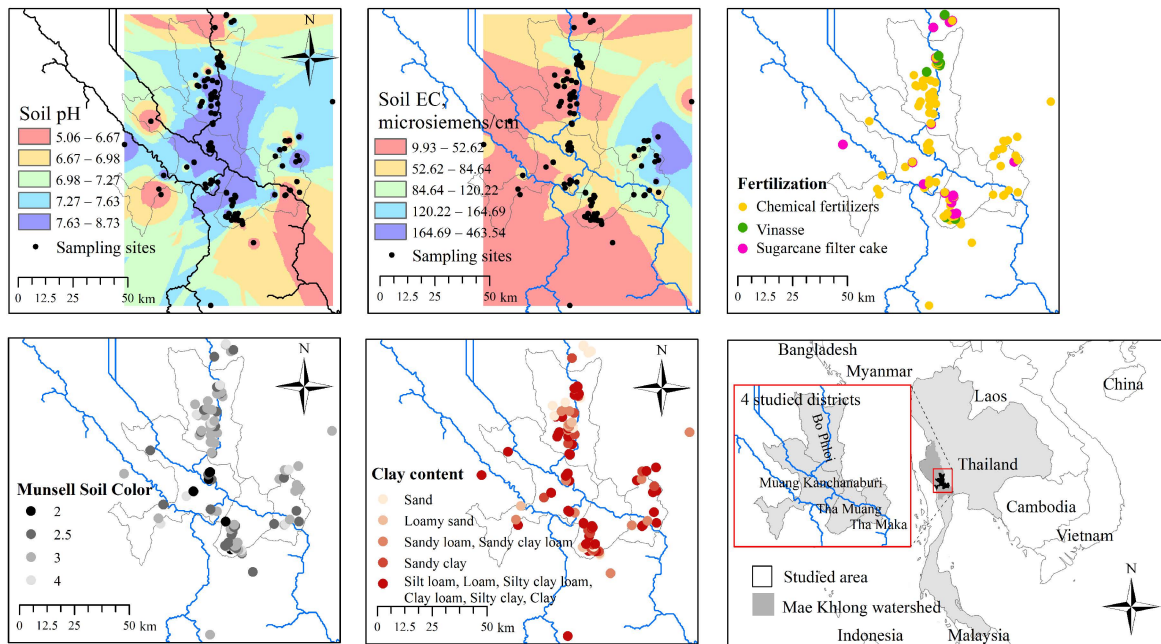 N
Soil pH
5.06 – 6.67
6.67 – 6.98
6.98 – 7.27
7.27 – 7.63
7.63 – 8.73
Sampling sites
0 12.5 25 50 km
Soil EC,
microsiemens/cm
9.93 – 52.62
52.62 – 84.64
84.64 – 120.22
120.22 – 164.69
164.69 – 463.54
Sampling sites
0 12.5 25 50 km
N
Fertilization
Chemical fertilizers
Vinasse
Sugarcane filter cake
0 12.5 25 50 km
N
Munsell Soil Color
2
2.5
3
4
0 12.5 25 50 km
N
Clay content
Sand
Loamy sand
Sandy loam, Sandy clay loam
Sandy clay
Silt loam, Loam, Silty clay loam,
Clay loam, Silty clay, Clay
0 12.5 25 50 km
Bangladesh
Myanmar
China
Laos
4 studied districts
Bo Phloi
Thailand
Muang Kanchanaburi
Tha Muang
Tha Maka
Cambodia
Vietnam
Studied area
Mae Khlong watershed
N
Indonesia
Malaysia